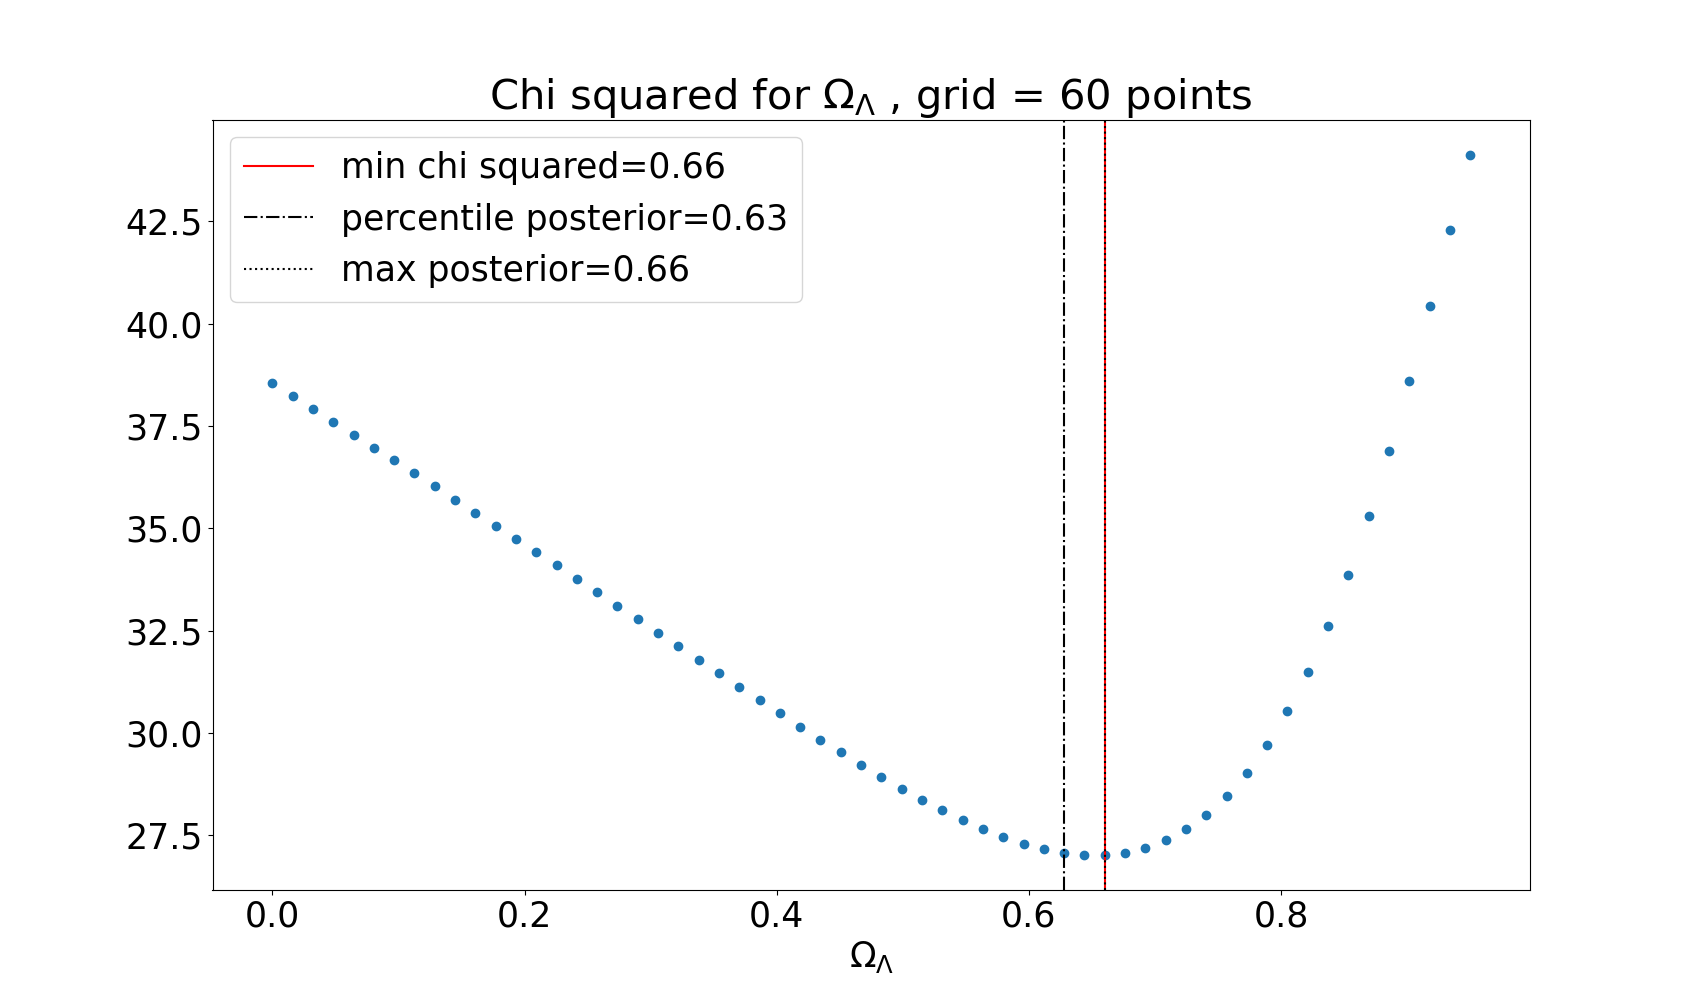 Chi squared for Ω_Λ , grid = 60 points
min chi squared=0.66
percentile posterior=0.63
max posterior=0.66
42.5
40.0
37.5
35.0
32.5
30.0
27.5
0.0 0.2 0.4 0.6 0.8
Ω_Λ